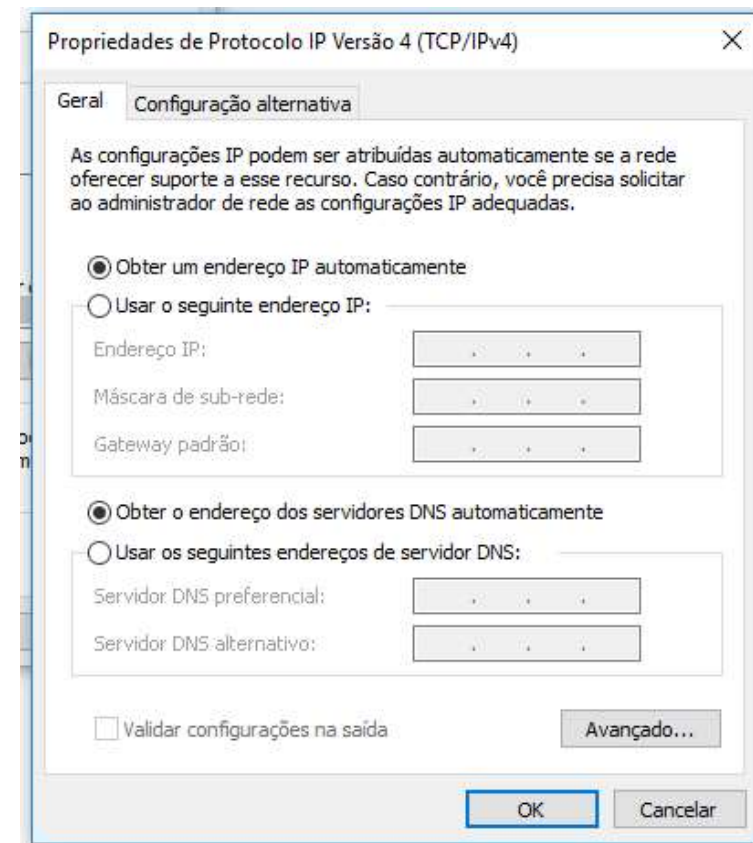 Propriedades de Protocolo IP Versão 4 (TCP/IPv4)
Geral
Configuração alternativa
As configurações IP podem ser atribuídas automaticamente se a rede
oferecer suporte a esse recurso. Caso contrário, você precisa solicitar
ao administrador de rede as configurações IP adequadas.
Obter um endereço IP automaticamente
Usar o seguinte endereço IP:
Endereço IP:
Máscara de sub-rede:
Gateway padrão:
Obter o endereço dos servidores DNS automaticamente
Usar os seguintes endereços de servidor DNS:
Servidor DNS preferencial:
Servidor DNS alternativo:
Validar configurações na saída
Avançado...
OK
Cancelar